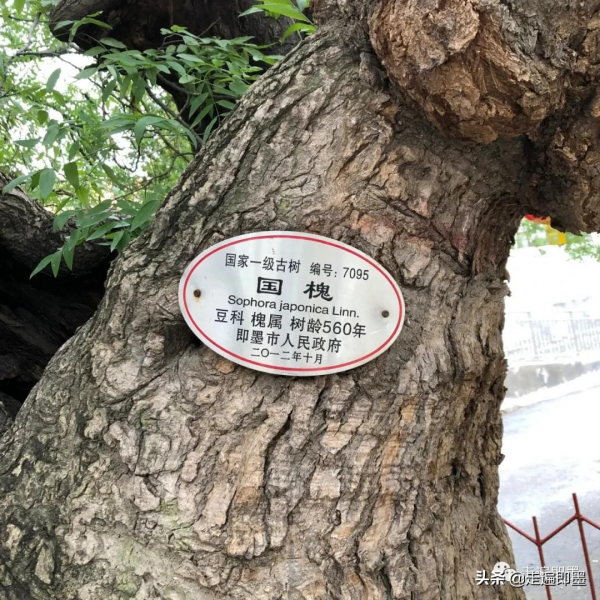 国家一级古树 编号:7095
国 槐
Sophora japonica Linn.
豆科 槐属 树龄560年
即墨市人民政府
二〇一二年十月
头条 @走遍即墨